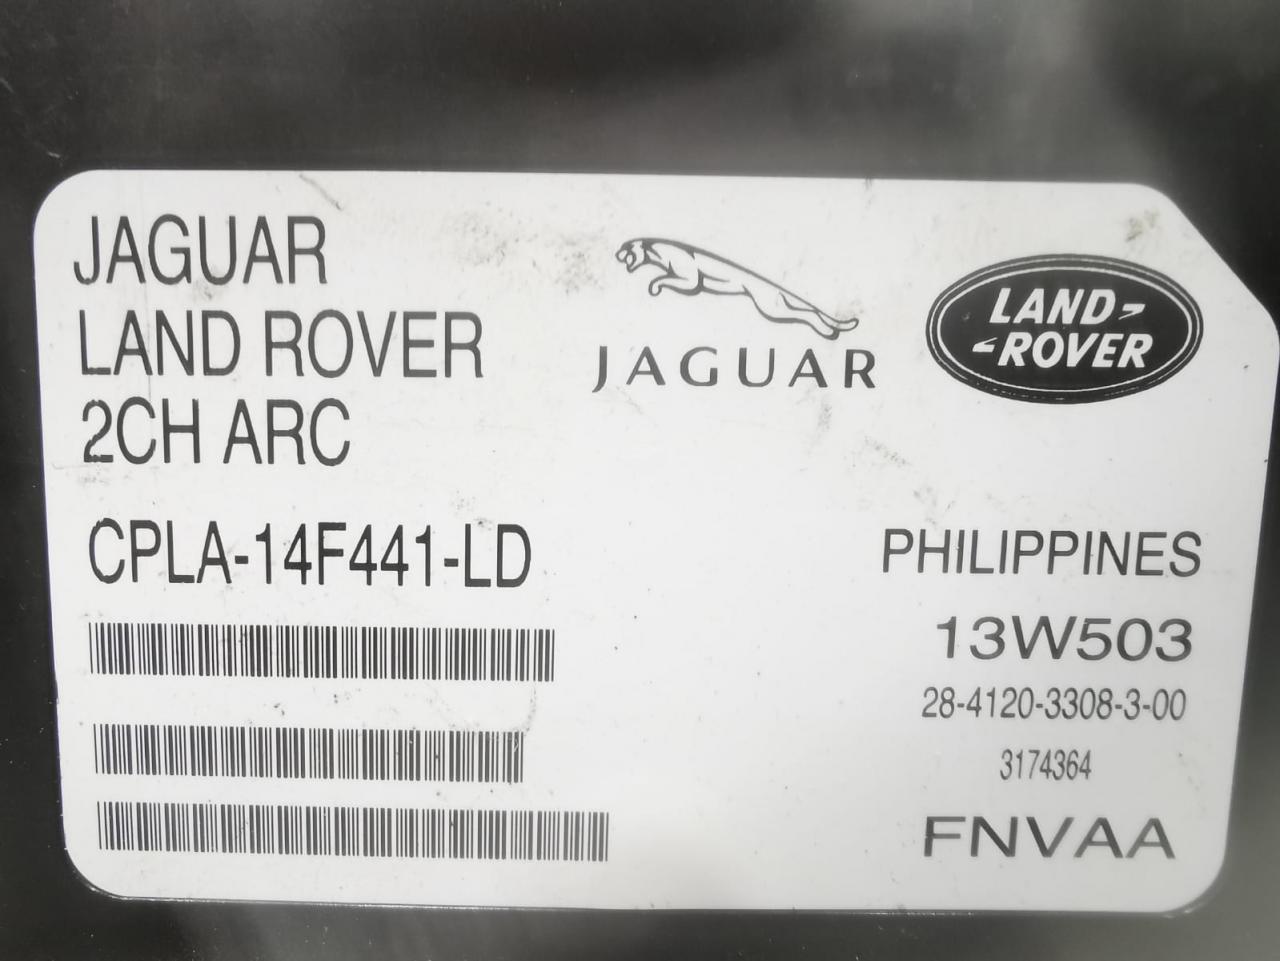 JAGUAR
LAND ROVER
2CH ARC
JAGUAR
LAND-
-ROVER
CPLA-14F441-LD
PHILIPPINES
13W503
28-4120-3308-3-00
3174364
FNVAA